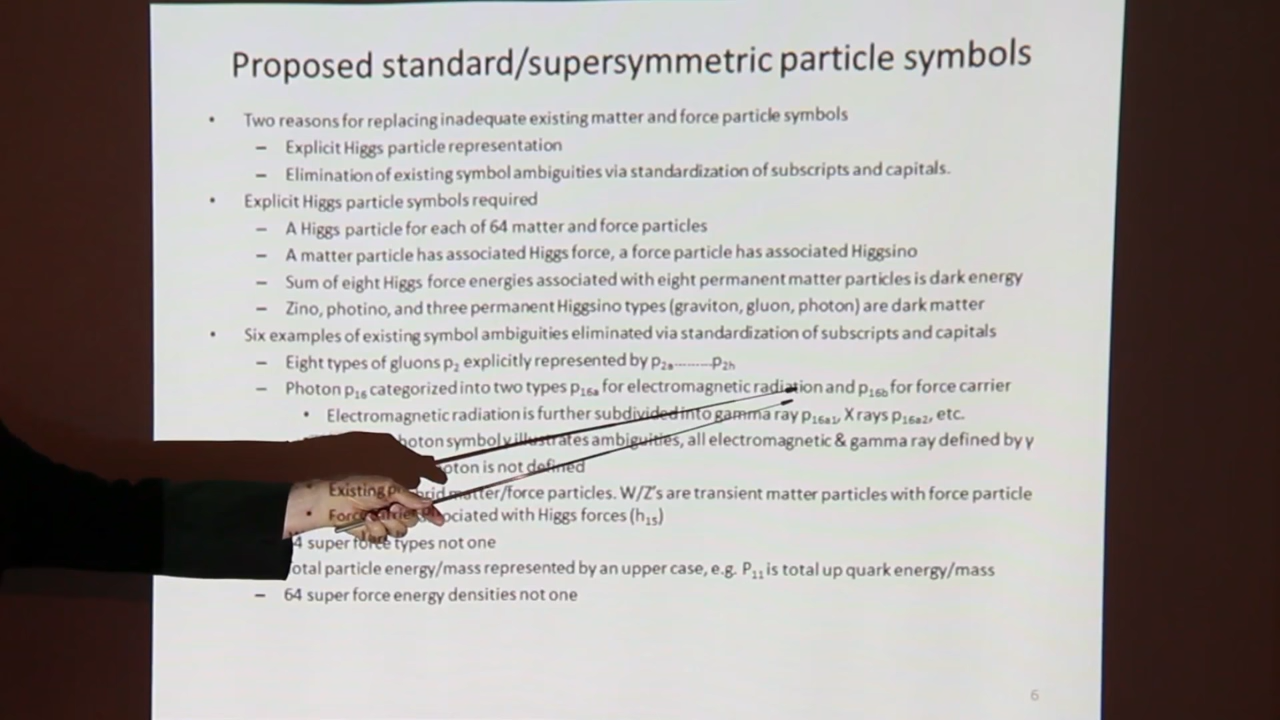 Proposed standard/supersymmetric particle symbols
• Two reasons for replacing inadequate existing matter and force particle symbols
– Explicit Higgs particle representation
– Elimination of existing symbol ambiguities via standardization of subscripts and capitals.
• Explicit Higgs particle symbols required
– A Higgs particle for each of 64 matter and force particles
– A matter particle has associated Higgs force, a force particle has associated Higgsino
– Sum of eight Higgs force energies associated with eight permanent matter particles is dark energy
– Zino, photino, and three permanent Higgsino types (graviton, gluon, photon) are dark matter
• Six examples of existing symbol ambiguities eliminated via standardization of subscripts and capitals
– Eight types of gluons p₂ explicitly represented by p₂ₐ---------p₂ₕ
– Photon p₁₆ categorized into two types p₁₆ₐ for electromagnetic radiation and p₁₆b for force carrier
• Electromagnetic radiation is further subdivided into gamma ray p₁₆ₐ₁, X rays p₁₆ₐ₂, etc.
symbol γ illustrates ambiguities, all electromagnetic & gamma ray defined by γ
is not defined
• Existing matter/force particles. W/Z's are transient matter particles with force particle
• with Higgs forces (h₁₅)
super force types not one
particle energy/mass represented by an upper case, e.g. P₁₁ is total up quark energy/mass
– 64 super force energy densities not one
6